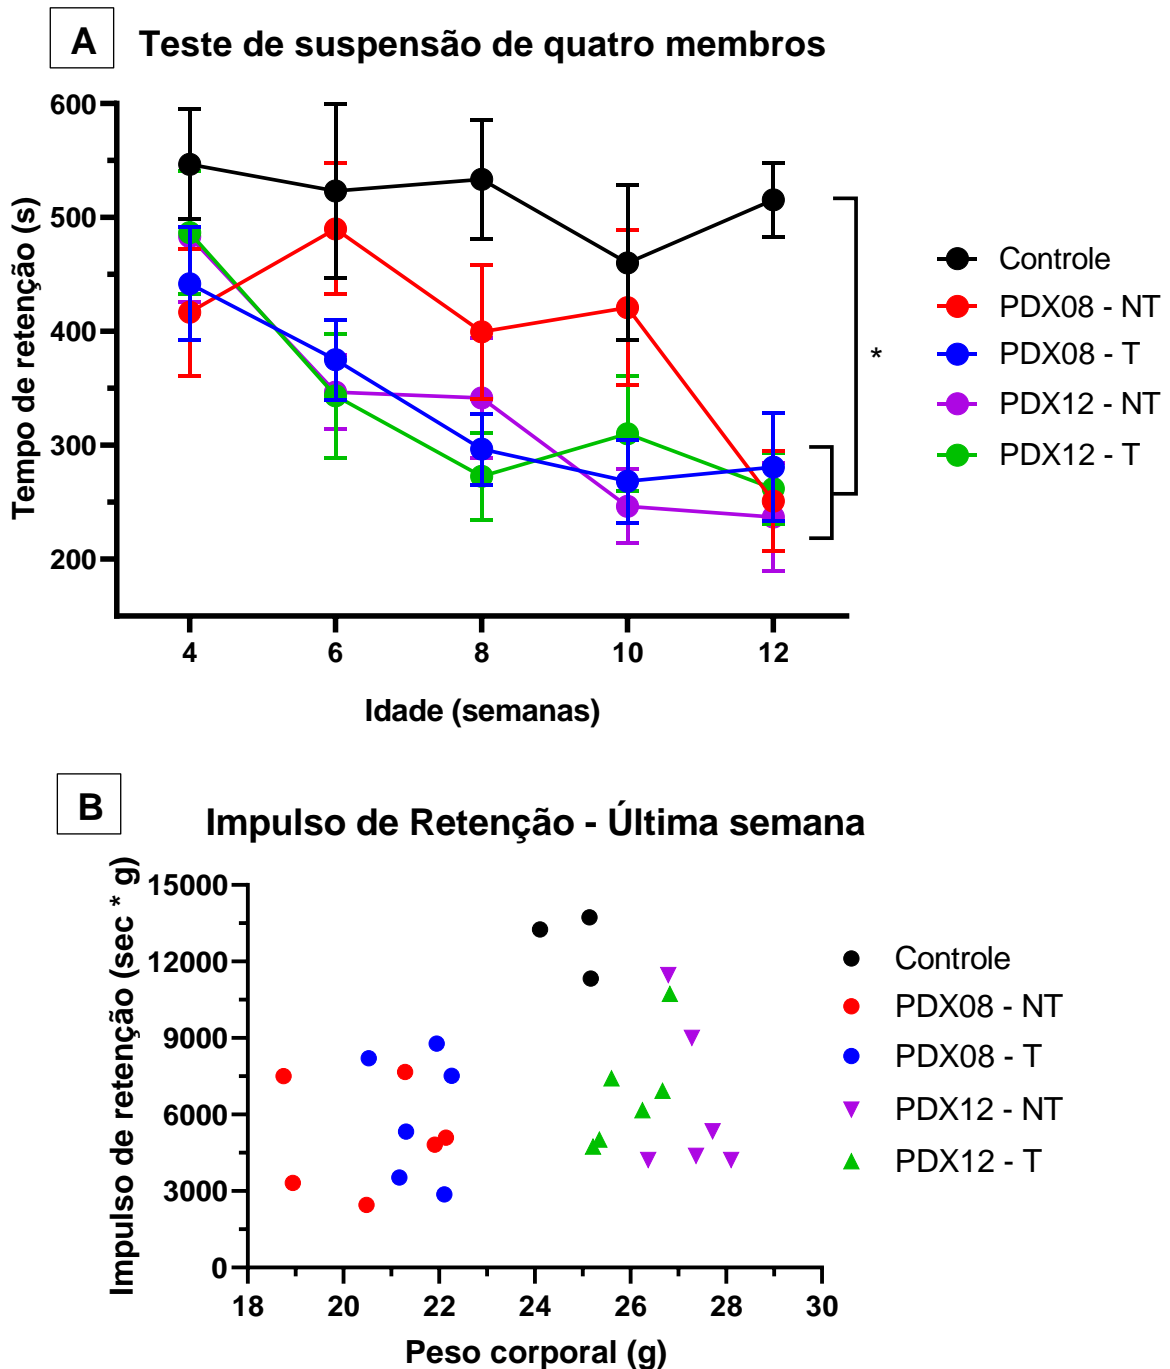 A
Teste de suspensão de quatro membros
Tempo de retenção (s)
600
500
400
300
200
4 6 8 10 12
Idade (semanas)
*
Controle
PDX08 - NT
PDX08 - T
PDX12 - NT
PDX12 - T
B
Impulso de Retenção - Última semana
Impulso de retenção (sec * g)
15000
12000
9000
6000
3000
0
18 20 22 24 26 28 30
Peso corporal (g)
Controle
PDX08 - NT
PDX08 - T
PDX12 - NT
PDX12 - T